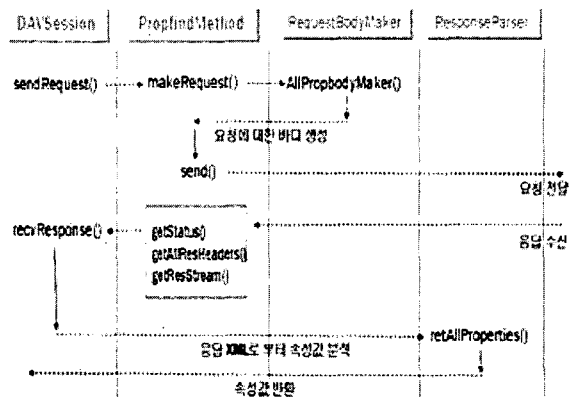 DAVSession PropfindMethod RequestBodyMaker ResponseParser
sendRequest() makeRequest() AllPropbodyMaker()
요청에 대한 바디 생성
send()
요청 전달
recvResponse() getStatus()
getAllResHeaders()
getResStream()
응답 수신
retAllProperties()
응답 XML로 부터 속성값 분석
속성값 반환